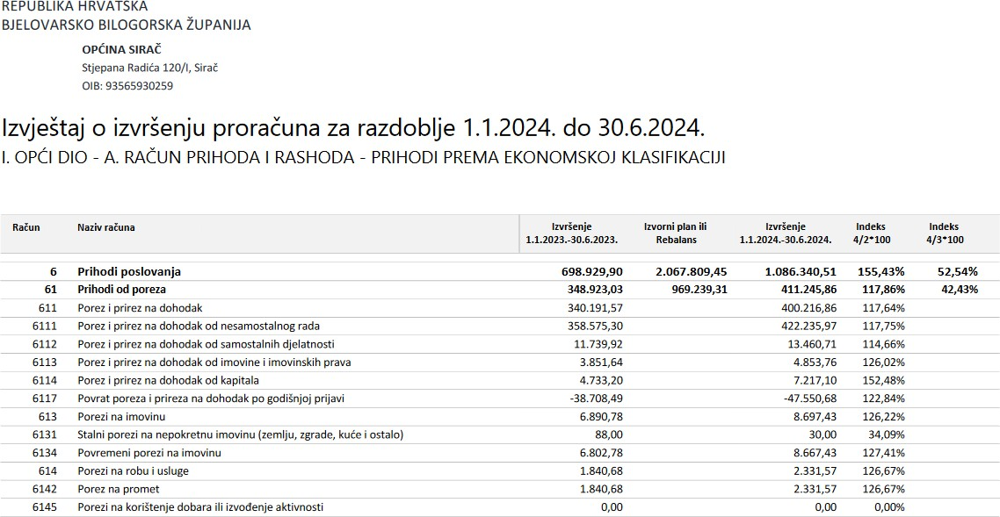 REPUBLIKA HRVATSKA
BJELOVARSKO BILOGORSKA ŽUPANIJA
OPĆINA SIRAČ
Stjepana Radića 120/I, Sirač
OIB: 93565930259
Izvještaj o izvršenju proračuna za razdoblje 1.1.2024. do 30.6.2024.
I. OPĆI DIO - A. RAČUN PRIHODA I RASHODA - PRIHODI PREMA EKONOMSKOJ KLASIFIKACIJI
Račun Naziv računa Izvršenje Izvorni plan ili Izvršenje Indeks Indeks
1.1.2023.-30.6.2023. Rebalans 1.1.2024.-30.6.2024. 4/2*100 4/3*100
6 Prihodi poslovanja 698.929,90 2.067.809,45 1.086.340,51 155,43% 52,54%
61 Prihodi od poreza 348.923,03 969.239,31 411.245,86 117,86% 42,43%
611 Porez i prirez na dohodak 340.191,57 400.216,86 117,64%
6111 Porez i prirez na dohodak od nesamostalnog rada 358.575,30 422.235,97 117,75%
6112 Porez i prirez na dohodak od samostalnih djelatnosti 11.739,92 13.460,71 114,66%
6113 Porez i prirez na dohodak od imovine i imovinskih prava 3.851,64 4.853,76 126,02%
6114 Porez i prirez na dohodak od kapitala 4.733,20 7.217,10 152,48%
6117 Povrat poreza i prireza na dohodak po godišnjoj prijavi -38.708,49 -47.550,68 122,84%
613 Porezi na imovinu 6.890,78 8.697,43 126,22%
6131 Stalni porezi na nepokretnu imovinu (zemlju, zgrade, kuće i ostalo) 88,00 30,00 34,09%
6134 Povremeni porezi na imovinu 6.802,78 8.667,43 127,41%
614 Porezi na robu i usluge 1.840,68 2.331,57 126,67%
6142 Porez na promet 1.840,68 2.331,57 126,67%
6145 Porezi na korištenje dobara ili izvođenje aktivnosti 0,00 0,00 0,00%